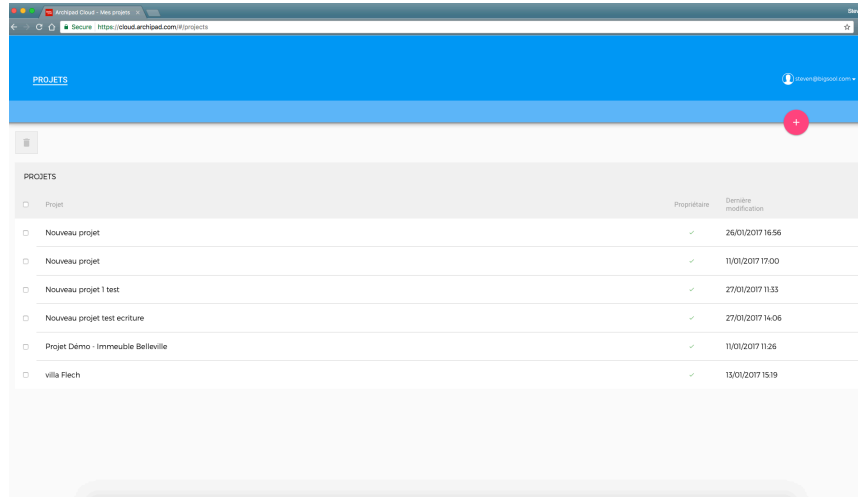 Archipad Cloud - Mes projets
Secure https://cloud.archipad.com/#/projects
PROJETS
steven@bigsool.com
+
PROJETS
Projet Propriétaire Dernière
modification
Nouveau projet 26/01/2017 16:56
Nouveau projet 11/01/2017 17:00
Nouveau projet 1 test 27/01/2017 11:33
Nouveau projet test ecriture 27/01/2017 14:06
Projet Démo - Immeuble Belleville 11/01/2017 11:26
villa Flech 13/01/2017 15:19